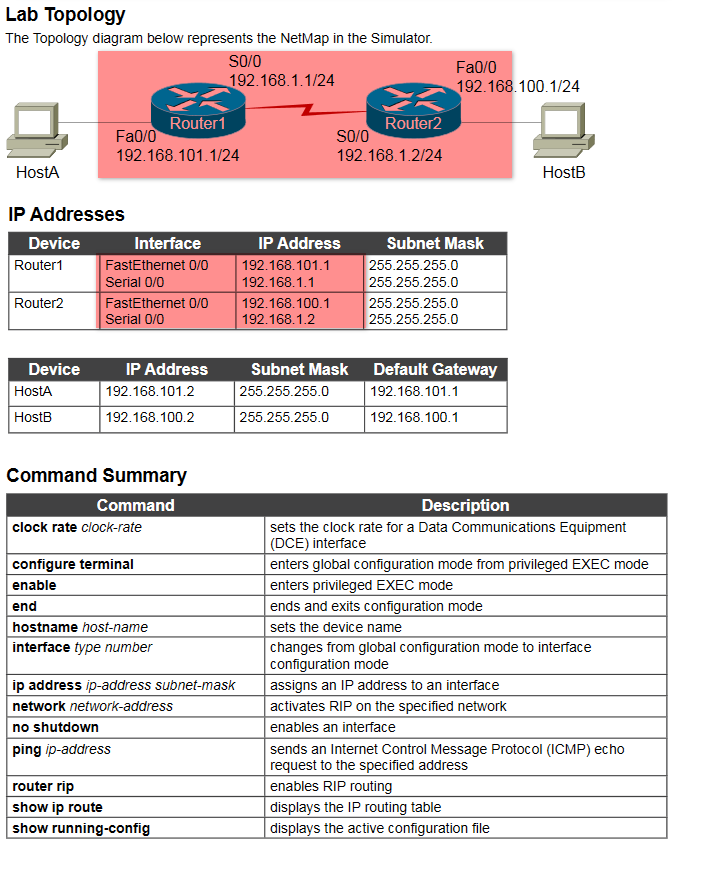 Lab Topology
The Topology diagram below represents the NetMap in the Simulator.
S0/0
192.168.1.1/24
Fa0/0
192.168.100.1/24
Router1
Router2
Fa0/0
192.168.101.1/24
S0/0
192.168.1.2/24
HostA
HostB
IP Addresses
Device Interface IP Address Subnet Mask
Router1 FastEthernet 0/0 192.168.101.1 255.255.255.0
Serial 0/0 192.168.1.1 255.255.255.0
Router2 FastEthernet 0/0 192.168.100.1 255.255.255.0
Serial 0/0 192.168.1.2 255.255.255.0
Device IP Address Subnet Mask Default Gateway
HostA 192.168.101.2 255.255.255.0 192.168.101.1
HostB 192.168.100.2 255.255.255.0 192.168.100.1
Command Summary
Command Description
clock rate clock-rate sets the clock rate for a Data Communications Equipment
(DCE) interface
configure terminal enters global configuration mode from privileged EXEC mode
enable enters privileged EXEC mode
end ends and exits configuration mode
hostname host-name sets the device name
interface type number changes from global configuration mode to interface
configuration mode
ip address ip-address subnet-mask assigns an IP address to an interface
network network-address activates RIP on the specified network
no shutdown enables an interface
ping ip-address sends an Internet Control Message Protocol (ICMP) echo
request to the specified address
router rip enables RIP routing
show ip route displays the IP routing table
show running-config displays the active configuration file